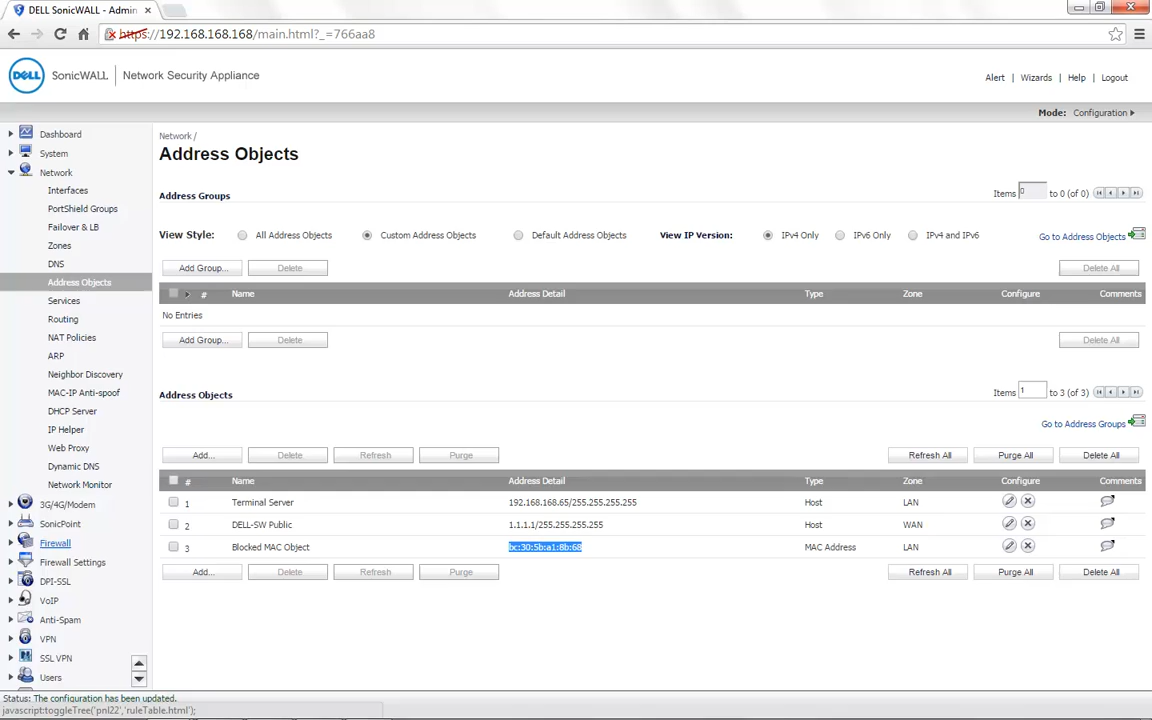 DELL SonicWALL - Admin
https://192.168.168.168/main.html?_=766aa8
DELL SonicWALL | Network Security Appliance
Alert | Wizards | Help | Logout
Mode: Configuration
Dashboard
System
Network
Interfaces
PortShield Groups
Failover & LB
Zones
DNS
Address Objects
Services
Routing
NAT Policies
ARP
Neighbor Discovery
MAC-IP Anti-spoof
DHCP Server
IP Helper
Web Proxy
Dynamic DNS
Network Monitor
3G/4G/Modem
SonicPoint
Firewall
Firewall Settings
DPI-SSL
VoIP
Anti-Spam
VPN
SSL VPN
Users
Network /
Address Objects
Address Groups
Items 0 to 0 (of 0)
View Style: All Address Objects Custom Address Objects Default Address Objects View IP Version: IPv4 Only IPv6 Only IPv4 and IPv6 Go to Address Objects
Add Group... Delete Delete All
# Name Address Detail Type Zone Configure Comments
No Entries
Add Group... Delete Delete All
Address Objects
Items 1 to 3 (of 3)
Go to Address Groups
Add... Delete Refresh Purge Refresh All Purge All Delete All
# Name Address Detail Type Zone Configure Comments
1 Terminal Server 192.168.168.65/255.255.255.255 Host LAN
2 DELL-SW Public 1.1.1.1/255.255.255.255 Host WAN
3 Blocked MAC Object bc:30:5b:a1:8b:68 MAC Address LAN
Add... Delete Refresh Purge Refresh All Purge All Delete All
Status: The configuration has been updated.
javascript:toggleTree('pnl22','ruleTable.html');